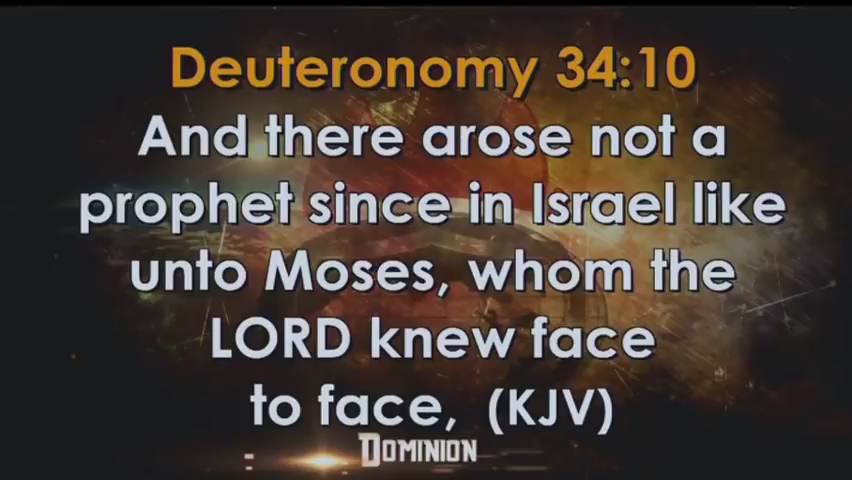 Deuteronomy 34:10
And there arose not a
prophet since in Israel like
unto Moses, whom the
LORD knew face
to face, (KJV)
DOMINION